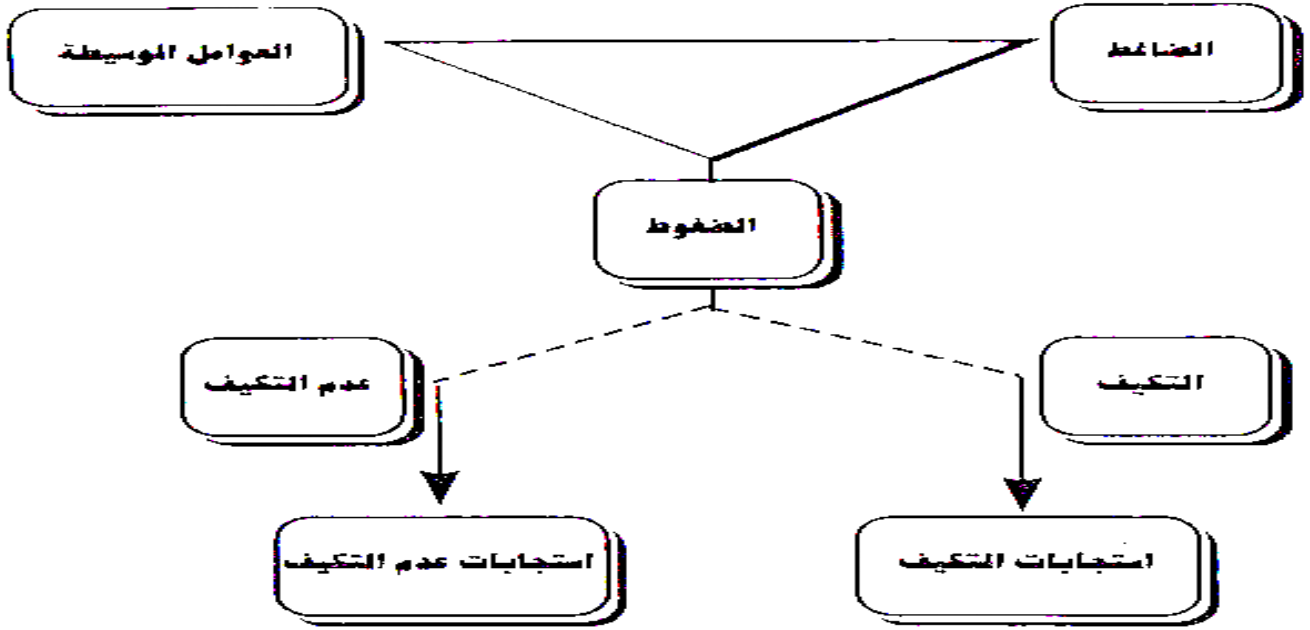 الضاغط
العوامل الوسيطة
الضغوط
التكيف
عدم التكيف
استجابات التكيف
استجابات عدم التكيف